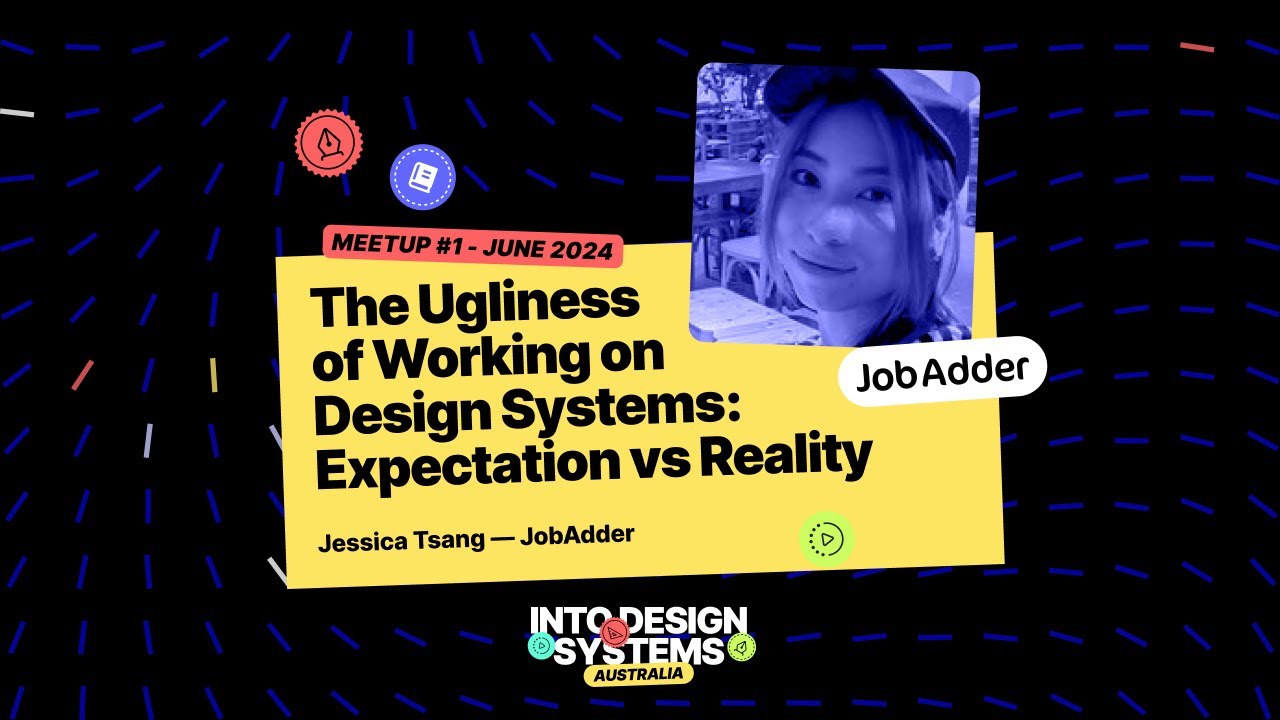 MEETUP #1 - JUNE 2024
The Ugliness
of Working on
Design Systems:
Expectation vs Reality
JobAdder
Jessica Tsang — JobAdder
INTO DESIGN
SYSTEMS
AUSTRALIA